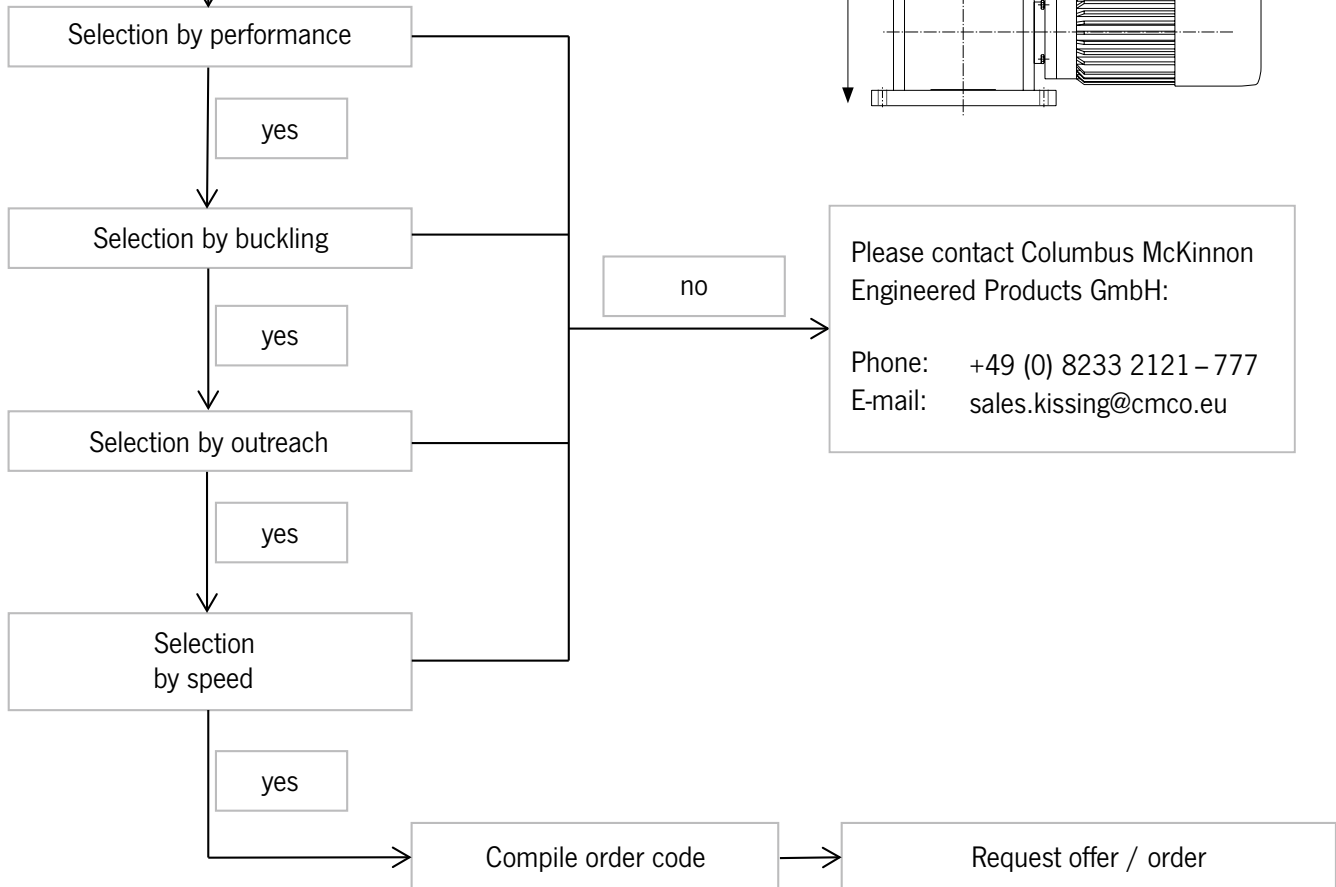 Selection by performance
yes
Selection by buckling
yes
no
Please contact Columbus McKinnon
Engineered Products GmbH:
Phone: +49 (0) 8233 2121 – 777
E-mail: sales.kissing@cmco.eu
Selection by outreach
yes
Selection
by speed
yes
Compile order code
Request offer / order